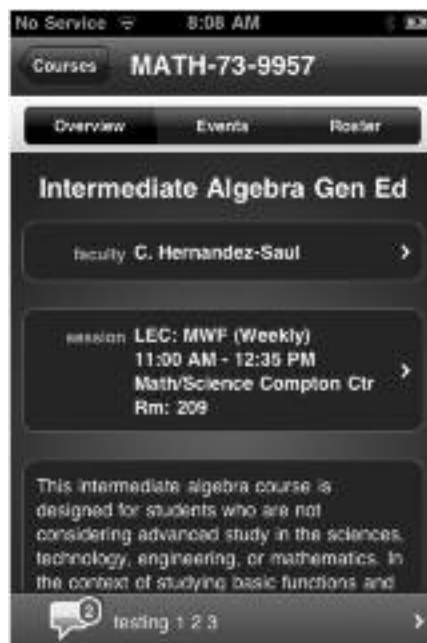 No Service 8:08 AM
Courses MATH-73-9957
Overview Events Roster
Intermediate Algebra Gen Ed
faculty C. Hernandez-Saul
session LEC: MWF (Weekly)
11:00 AM - 12:35 PM
Math/Science Compton Ctr
Rm: 209
This intermediate algebra course is
designed for students who are not
considering advanced study in the sciences,
technology, engineering, or mathematics. In
the context of studying basic functions and
2
testing 1 2 3